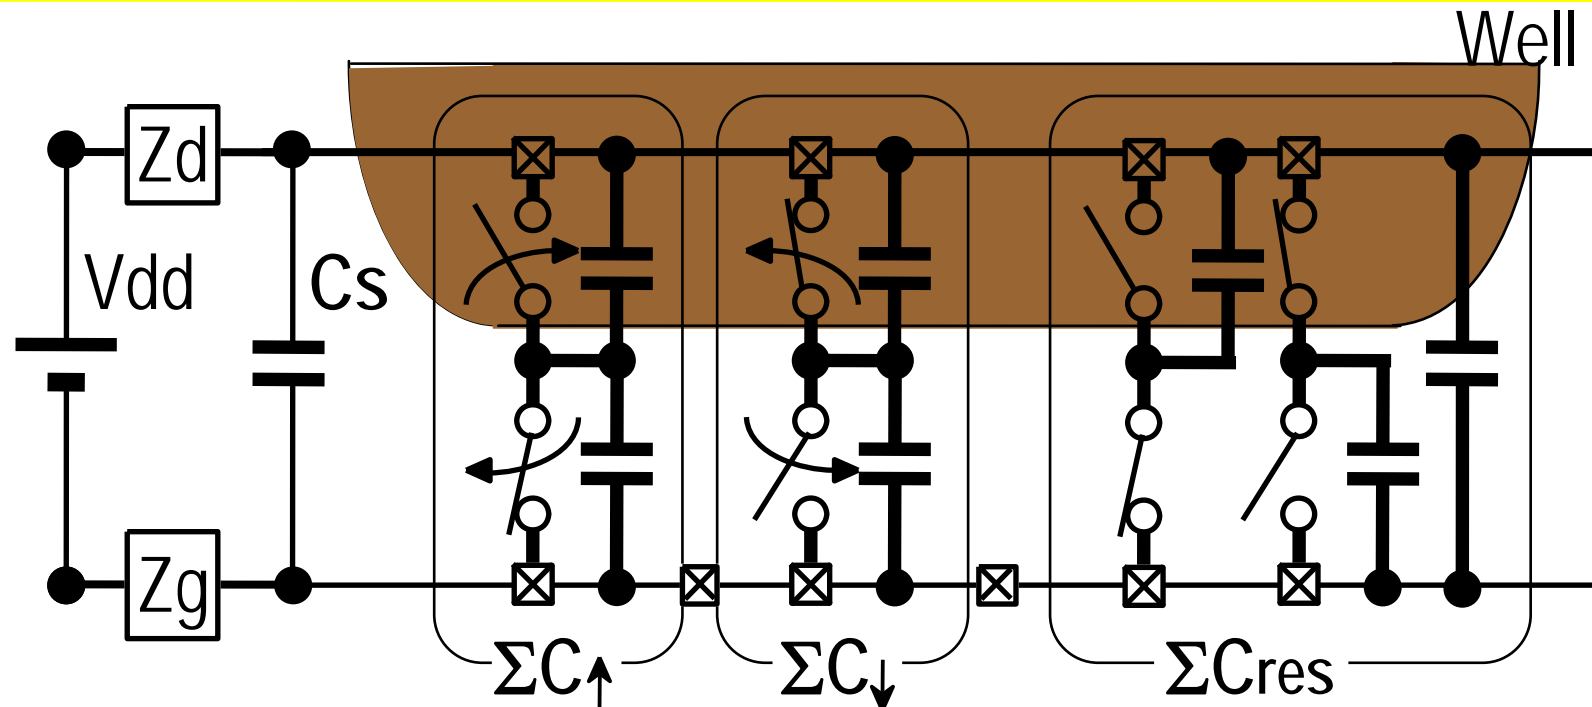 Well
Zd
Vdd
Cs
Zg
ΣC↑
ΣC↓
ΣCres